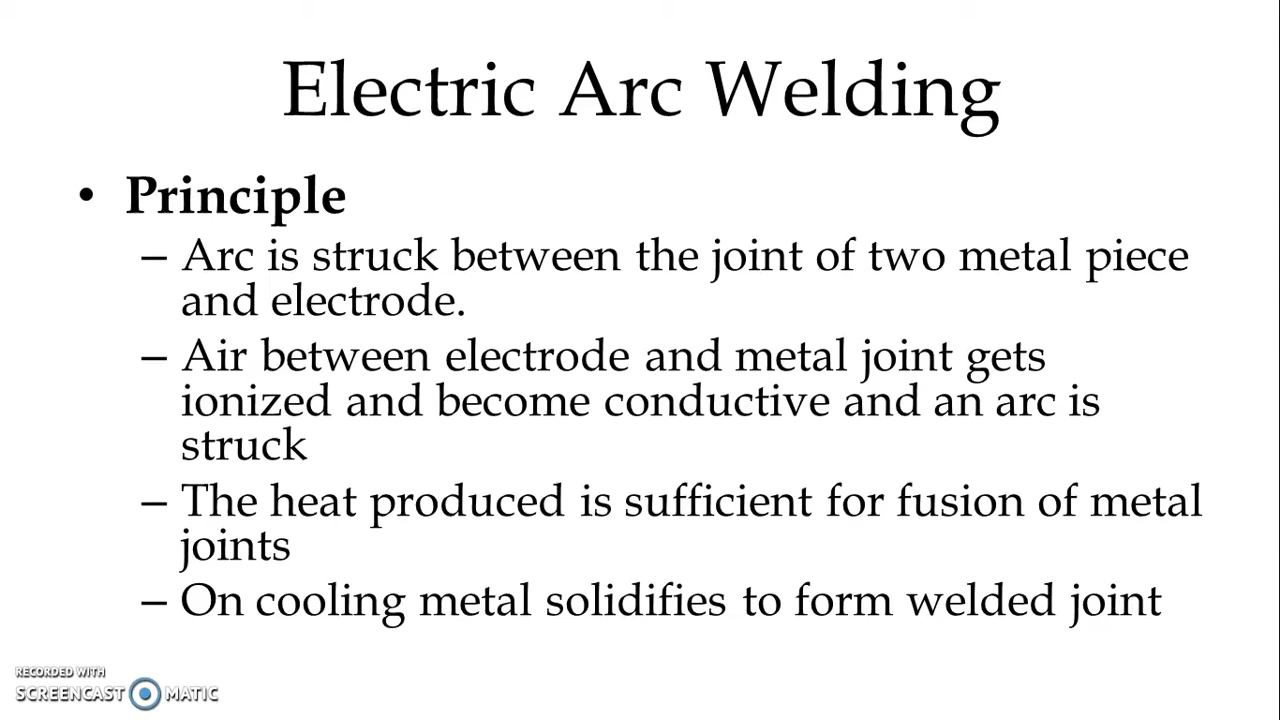 Electric Arc Welding
• Principle
– Arc is struck between the joint of two metal piece
and electrode.
– Air between electrode and metal joint gets
ionized and become conductive and an arc is
struck
– The heat produced is sufficient for fusion of metal
joints
– On cooling metal solidifies to form welded joint
RECORDED WITH
SCREENCAST MATIC